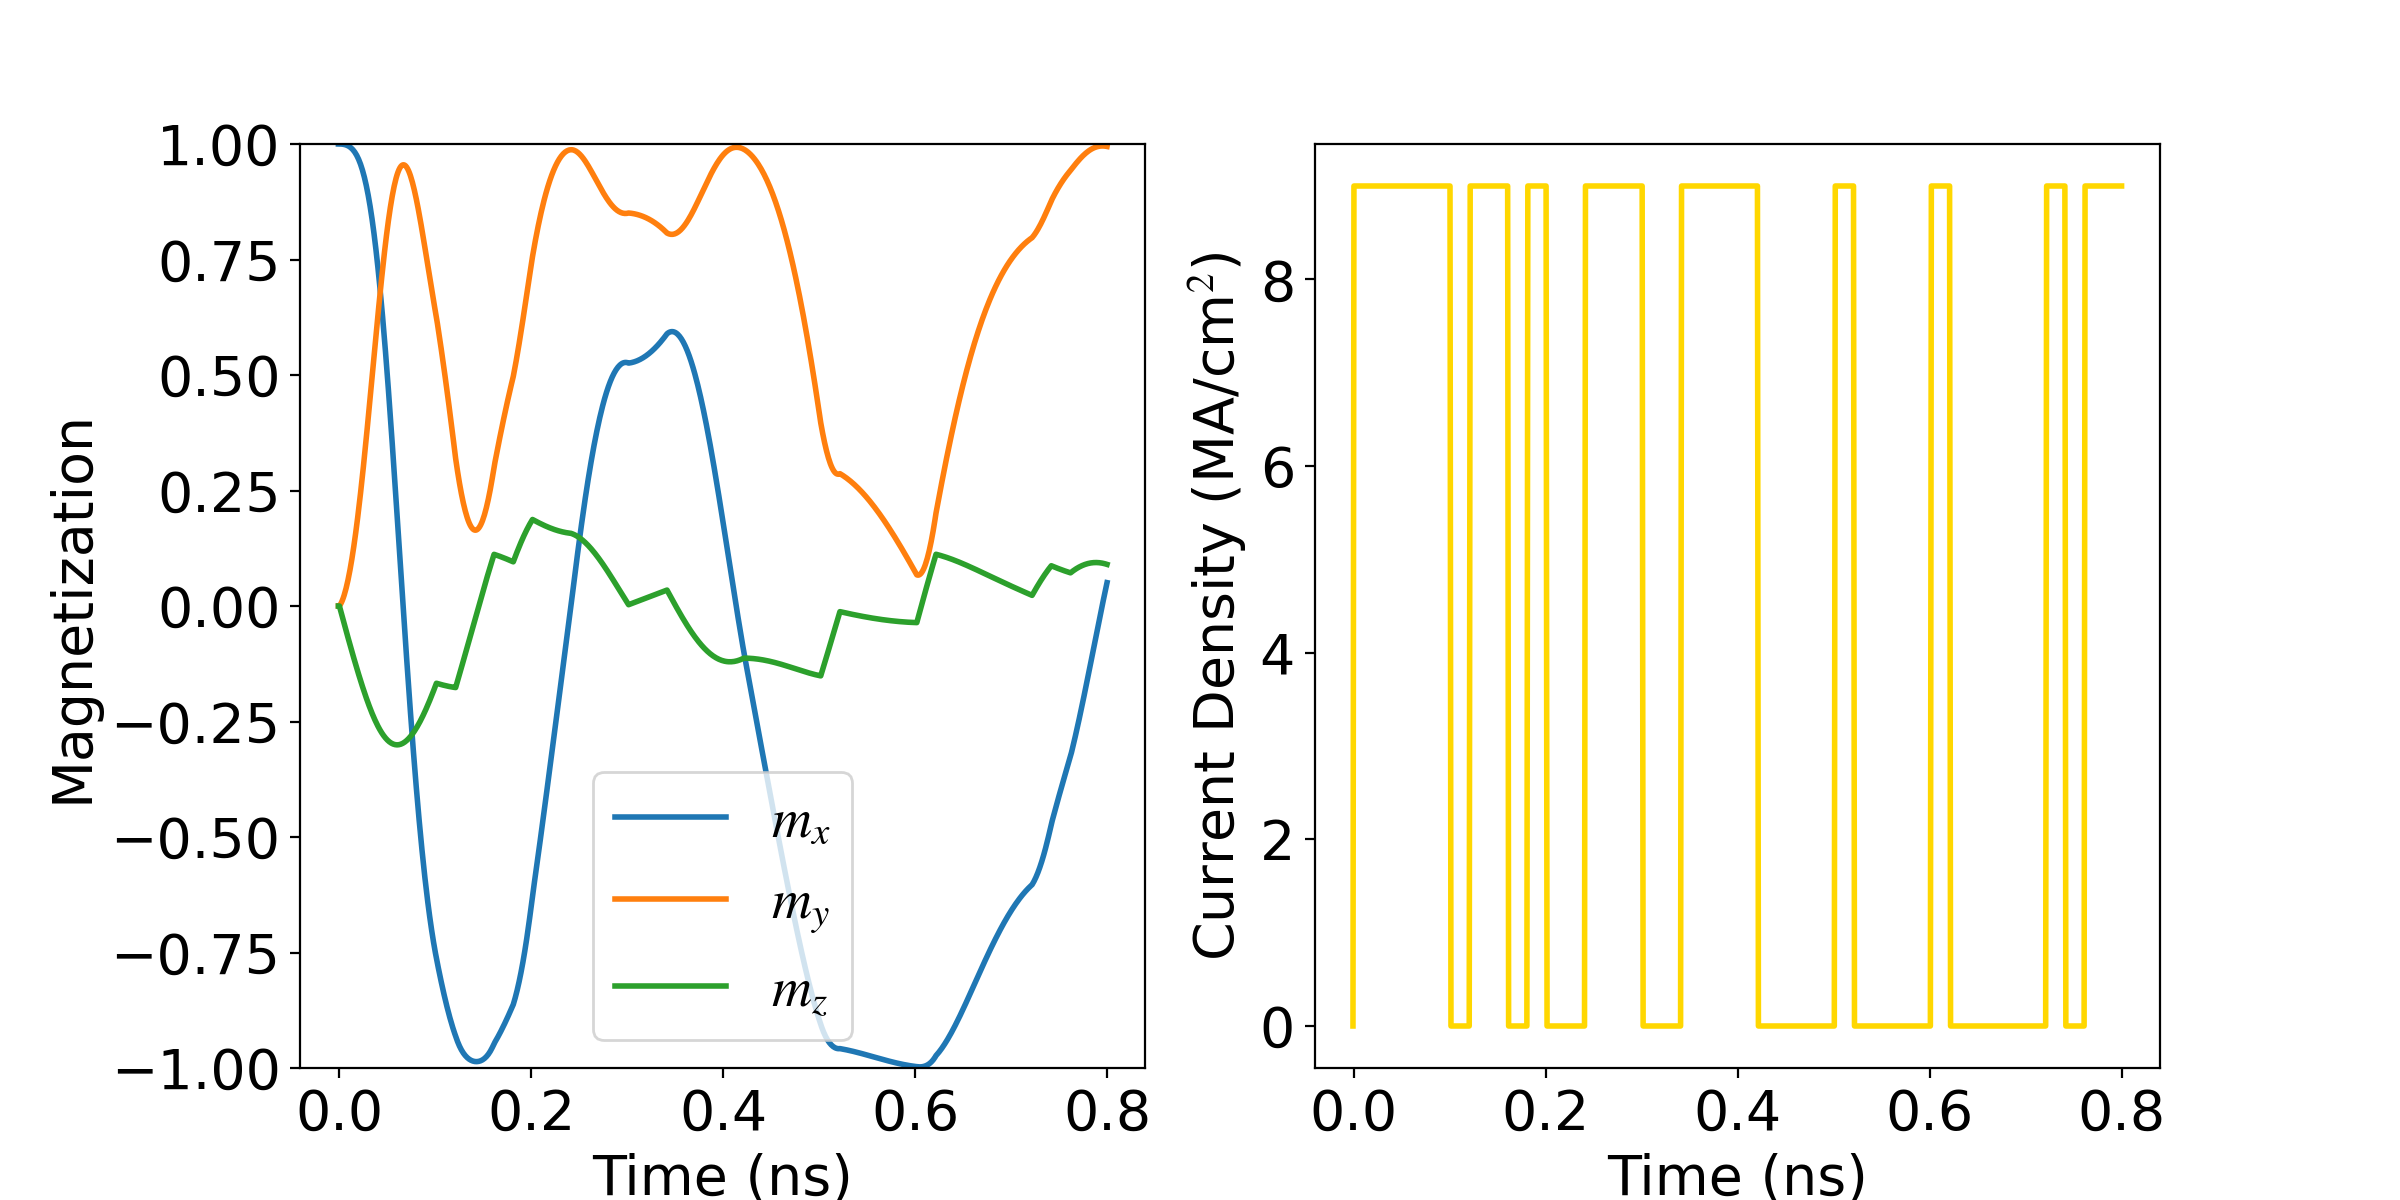 Magnetization
1.00
0.75
0.50
0.25
0.00
−0.25
−0.50
−0.75
−1.00
0.0 0.2 0.4 0.6 0.8
Time (ns)
m_x
m_y
m_z
Current Density (MA/cm²)
8
6
4
2
0
0.0 0.2 0.4 0.6 0.8
Time (ns)